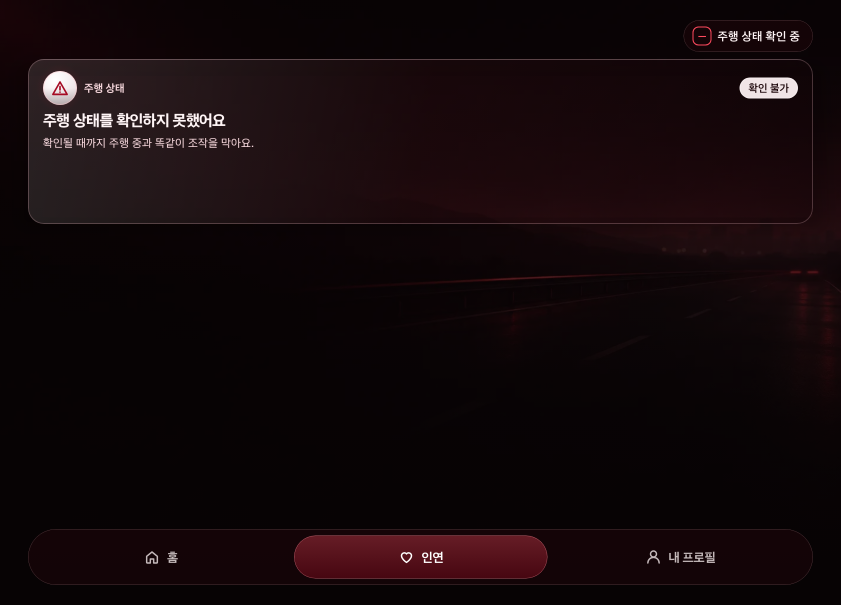 주행 상태 확인 중
주행 상태
확인 불가
주행 상태를 확인하지 못했어요
확인될 때까지 주행 중과 똑같이 조작을 막아요.
홈
인연
내 프로필